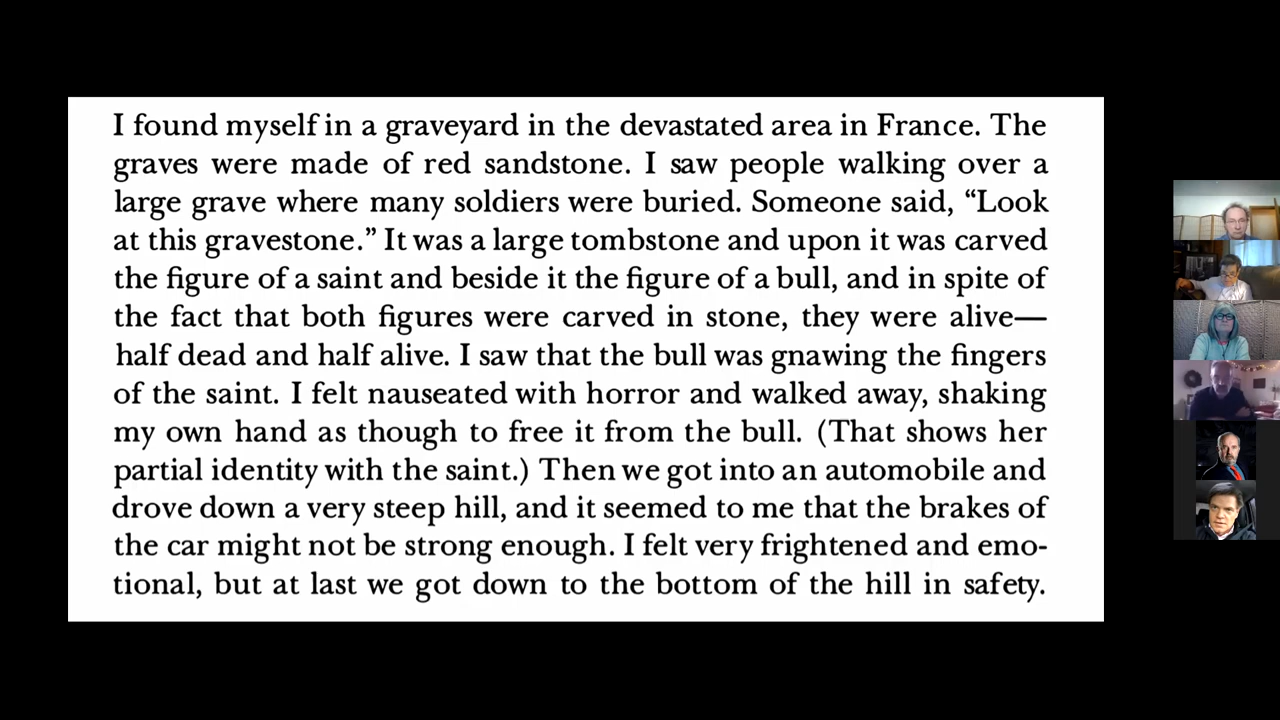 I found myself in a graveyard in the devastated area in France. The
graves were made of red sandstone. I saw people walking over a
large grave where many soldiers were buried. Someone said, “Look
at this gravestone.” It was a large tombstone and upon it was carved
the figure of a saint and beside it the figure of a bull, and in spite of
the fact that both figures were carved in stone, they were alive—
half dead and half alive. I saw that the bull was gnawing the fingers
of the saint. I felt nauseated with horror and walked away, shaking
my own hand as though to free it from the bull. (That shows her
partial identity with the saint.) Then we got into an automobile and
drove down a very steep hill, and it seemed to me that the brakes of
the car might not be strong enough. I felt very frightened and emo-
tional, but at last we got down to the bottom of the hill in safety.